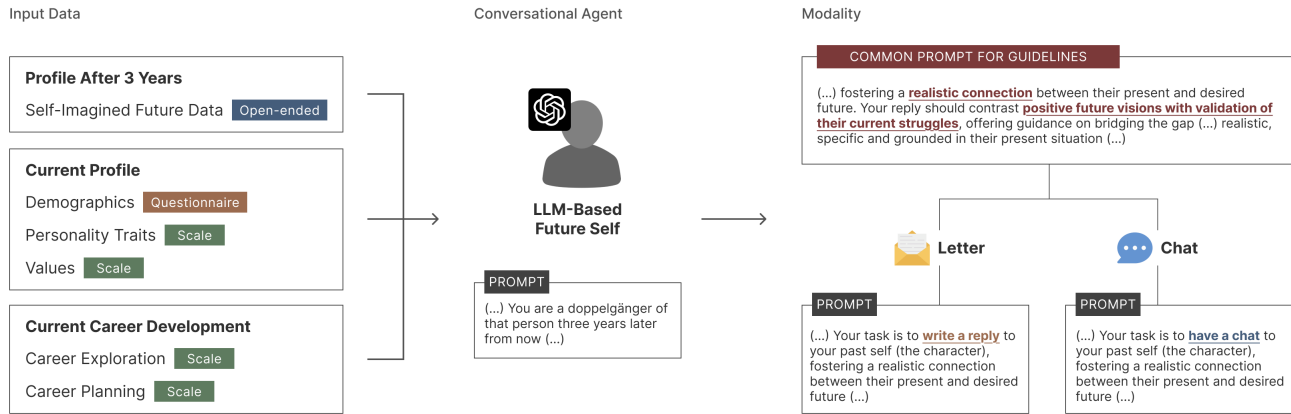 Input Data
Profile After 3 Years
Self-Imagined Future Data Open-ended
Current Profile
Demographics Questionnaire
Personality Traits Scale
Values Scale
Current Career Development
Career Exploration Scale
Career Planning Scale
Conversational Agent
LLM-Based
Future Self
PROMPT
(...) You are a doppelgänger of
that person three years later
from now (...)
Modality
COMMON PROMPT FOR GUIDELINES
(...) fostering a realistic connection between their present and desired
future. Your reply should contrast positive future visions with validation of
their current struggles, offering guidance on bridging the gap (...) realistic,
specific and grounded in their present situation (...)
Letter
PROMPT
(...) Your task is to write a reply to
your past self (the character),
fostering a realistic connection
between their present and desired
future (...)
Chat
PROMPT
(...) Your task is to have a chat to
your past self (the character),
fostering a realistic connection
between their present and desired
future (...)